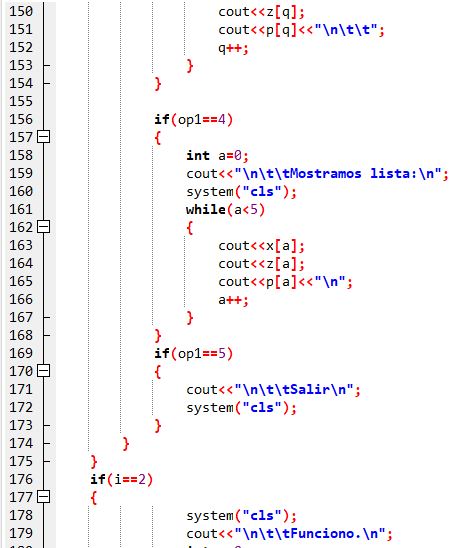 150 cout<<z[q];
151 cout<<p[q]<<"\n\t\t";
152 q++;
153 }
154 }
155
156 if(op1==4)
157 {
158 int a=0;
159 cout<<"\n\t\tMostramos lista:\n";
160 system("cls");
161 while(a<5)
162 {
163 cout<<x[a];
164 cout<<z[a];
165 cout<<p[a]<<"\n";
166 a++;
167 }
168 }
169 if(op1==5)
170 {
171 cout<<"\n\t\tSalir\n";
172 system("cls");
173 }
174 }
175 }
176 if(i==2)
177 {
178 system("cls");
179 cout<<"\n\t\tFunciono.\n";